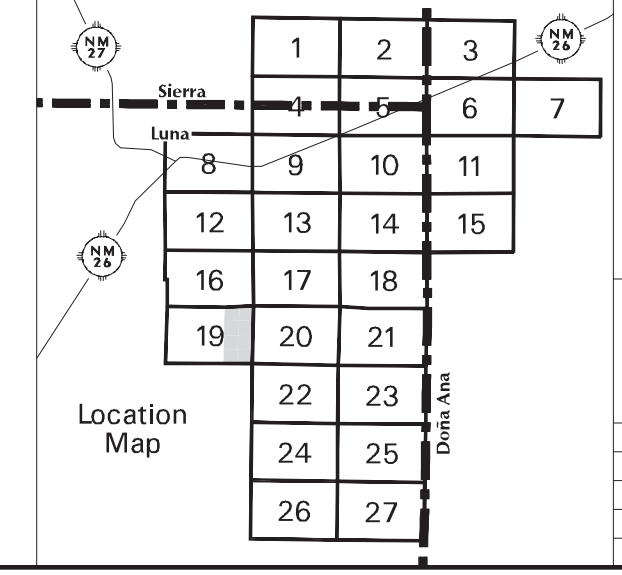 NM
27
NM
26
1 2 3
Sierra
4 5 6 7
Luna
8 9 10 11
12 13 14 15
NM
26
16 17 18
19 20 21
22 23
Doña Ana
Location
Map
24 25
26 27